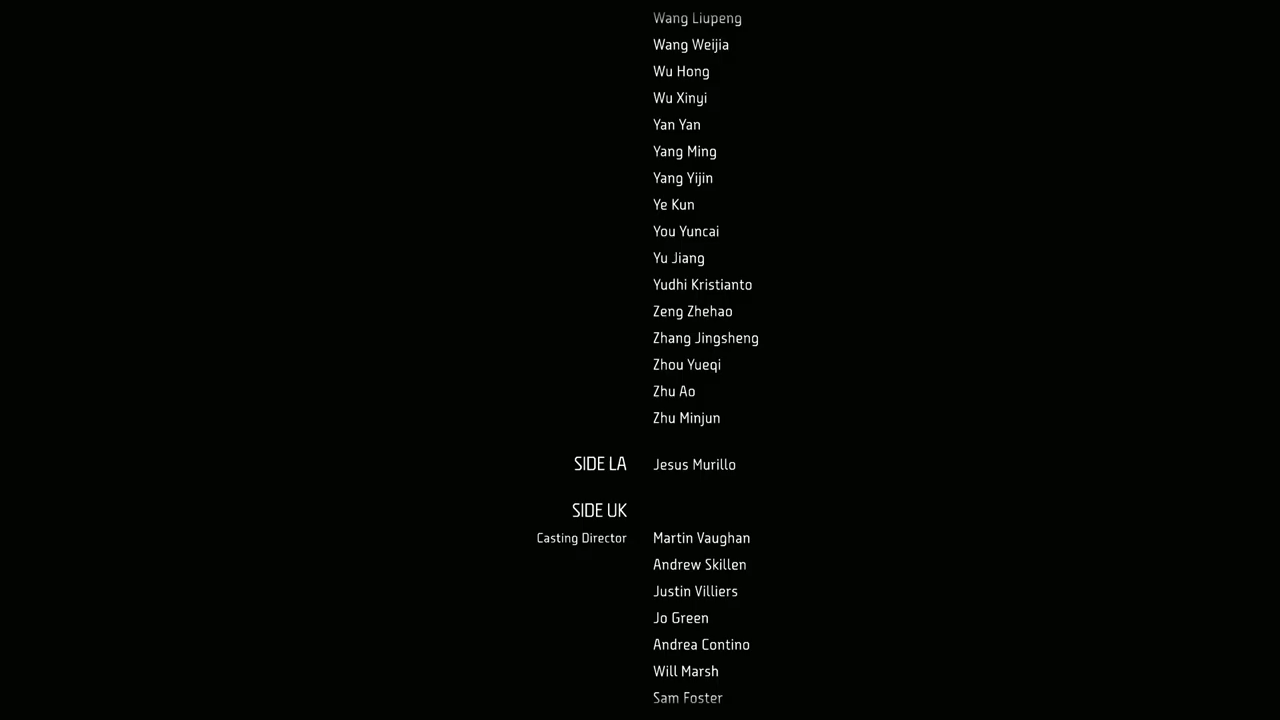 Wang Liupeng
Wang Weijia
Wu Hong
Wu Xinyi
Yan Yan
Yang Ming
Yang Yijin
Ye Kun
You Yuncai
Yu Jiang
Yudhi Kristianto
Zeng Zhehao
Zhang Jingsheng
Zhou Yueqi
Zhu Ao
Zhu Minjun
SIDE LA Jesus Murillo
SIDE UK
Casting Director Martin Vaughan
Andrew Skillen
Justin Villiers
Jo Green
Andrea Contino
Will Marsh
Sam Foster